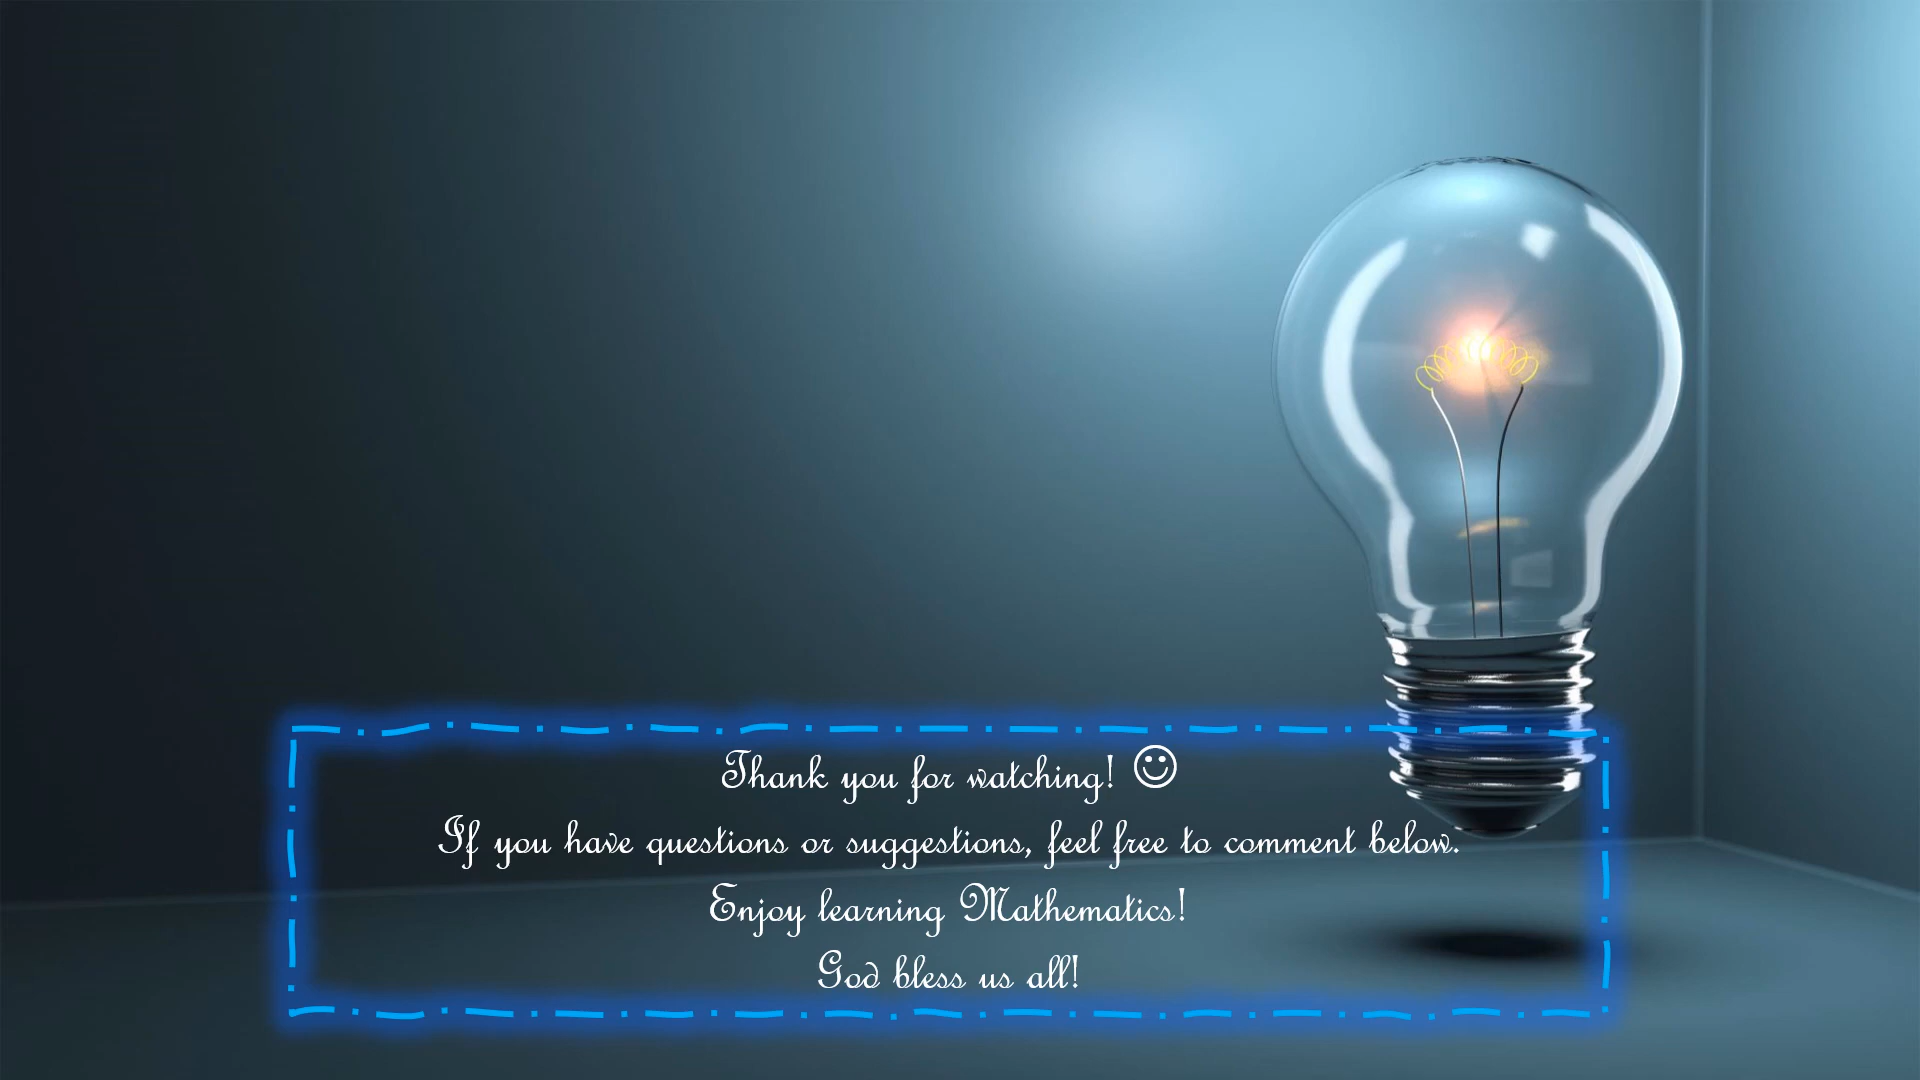 Thank you for watching! ☺
If you have questions or suggestions, feel free to comment below.
Enjoy learning Mathematics!
God bless us all!